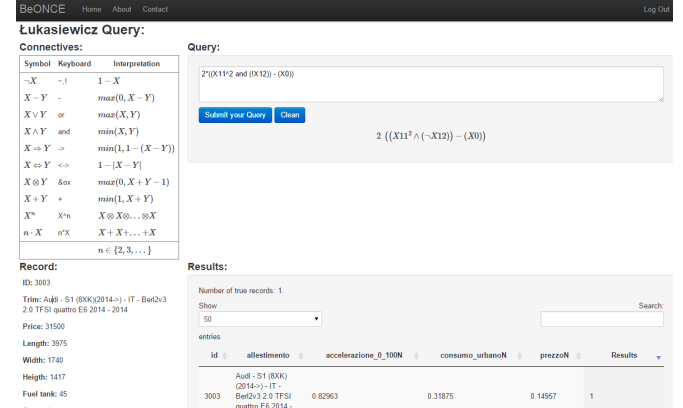 BeONCE Home About Contact Log Out
Łukasiewicz Query:
Connectives:
Symbol Keyboard Interpretation
¬X ~,! 1 − X
X − Y - max(0, X − Y)
X ∨ Y or max(X, Y)
X ∧ Y and min(X, Y)
X ⇒ Y -> min(1, 1 − (X − Y))
X ⇔ Y <-> 1 − |X − Y|
X ⊗ Y &ox max(0, X + Y − 1)
X + Y + min(1, X + Y)
Xⁿ X^n X ⊗ X⊗. . . ⊗X
n · X n*X X + X+. . .+X
n ∈ {2, 3, . . . }
Query:
2*((X11^2 and (!X12)) - (X0))
Submit your Query Clean
2 ((X11² ∧ (¬X12)) − (X0))
Record:
ID: 3003
Trim: Audi - S1 (8XK)(2014->) - IT - Berl2v3
2.0 TFSI quattro E6 2014 - 2014
Price: 31500
Length: 3975
Width: 1740
Heigth: 1417
Fuel tank: 45
Results:
Number of true records: 1.
Show Search:
50
entries
id allestimento accelerazione_0_100N consumo_urbanoN prezzoN Results
Audi - S1 (8XK)
(2014->) - IT -
3003 Berl2v3 2.0 TFSI 0.82963 0.31875 0.14957 1
quattro E6 2014 -